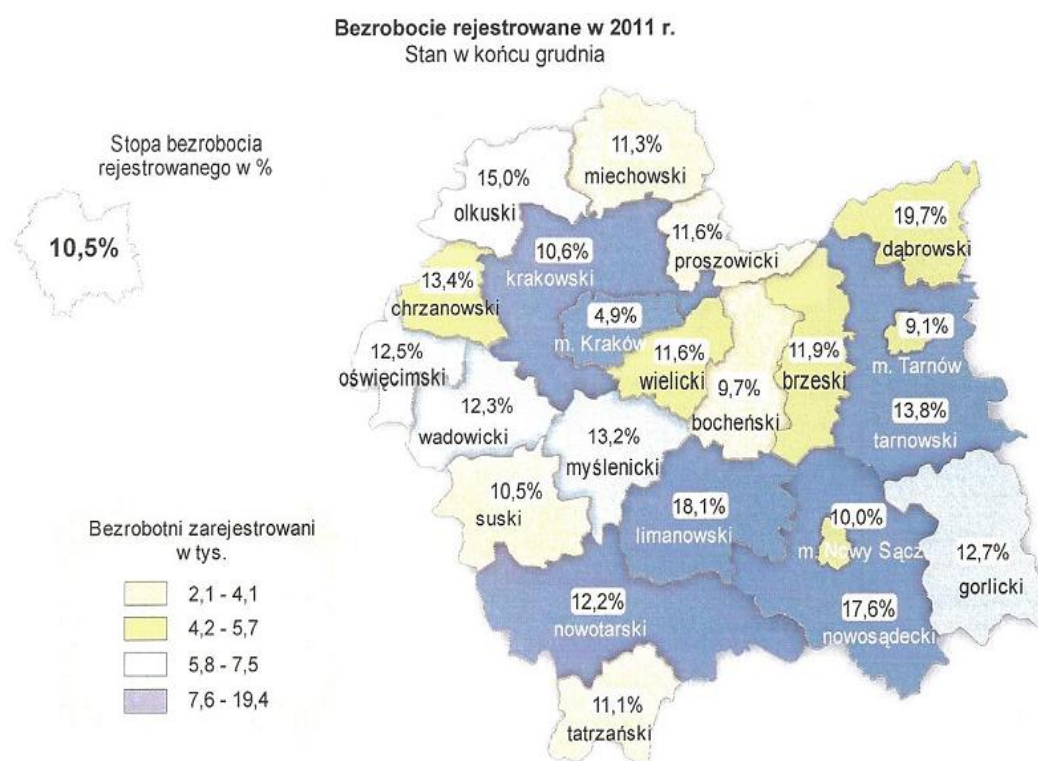 Bezrobocie rejestrowane w 2011 r.
Stan w końcu grudnia
Stopa bezrobocia
rejestrowanego w %
10,5%
11,3%
miechowski
15,0%
olkuski
19,7%
dąbrowski
11,6%
proszowicki
10,6%
krakowski
13,4%
chrzanowski
4,9%
m. Kraków
9,1%
m. Tarnów
12,5%
oświęcimski
11,6%
wielicki
11,9%
brzeski
9,7%
bocheński
12,3%
wadowicki
13,8%
tarnowski
13,2%
myślenicki
10,5%
suski
18,1%
limanowski
10,0%
m. Nowy Sącz
12,7%
gorlicki
12,2%
nowotarski
17,6%
nowosądecki
11,1%
tatrzański
Bezrobotni zarejestrowani
w tys.
2,1 - 4,1
4,2 - 5,7
5,8 - 7,5
7,6 - 19,4